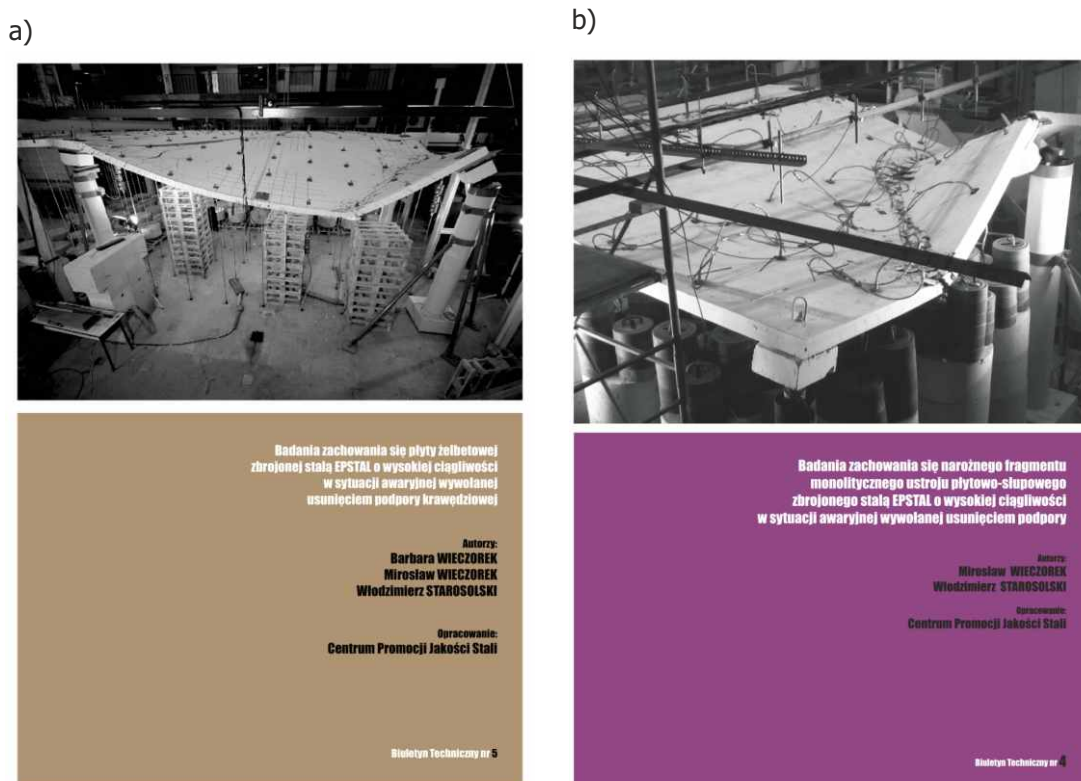 a)
Badania zachowania się płyty żelbetowej
zbrojonej stalą EPSTAL o wysokiej ciągliwości
w sytuacji awaryjnej wywołanej
usunięciem podpory krawędziowej
Autorzy:
Barbara WIECZOREK
Mirosław WIECZOREK
Włodzimierz STAROSOLSKI
Opracowanie:
Centrum Promocji Jakości Stali
Biuletyn Techniczny nr 5
b)
Badania zachowania się narożnego fragmentu
monolitycznego ustroju płytowo-słupowego
zbrojonego stalą EPSTAL o wysokiej ciągliwości
w sytuacji awaryjnej wywołanej usunięciem podpory
Autorzy:
Mirosław WIECZOREK
Włodzimierz STAROSOLSKI
Opracowanie:
Centrum Promocji Jakości Stali
Biuletyn Techniczny nr 4